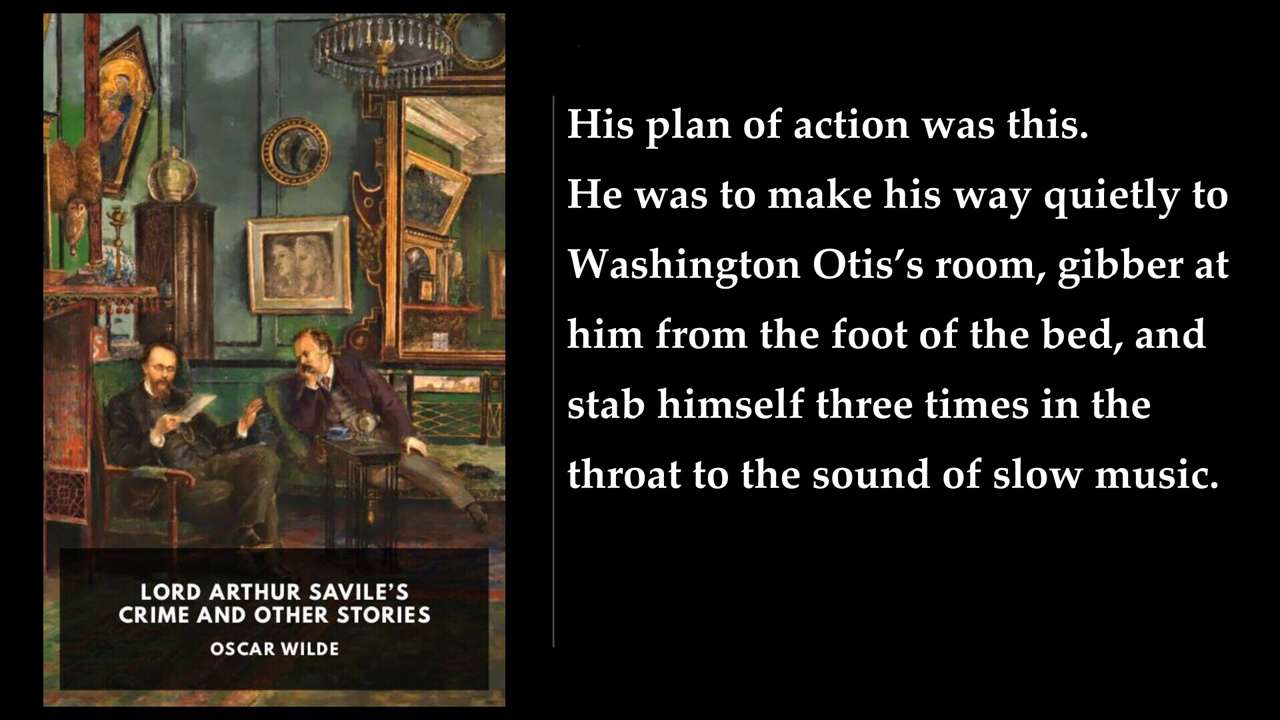 LORD ARTHUR SAVILE’S
CRIME AND OTHER STORIES
OSCAR WILDE
His plan of action was this.
He was to make his way quietly to
Washington Otis’s room, gibber at
him from the foot of the bed, and
stab himself three times in the
throat to the sound of slow music.